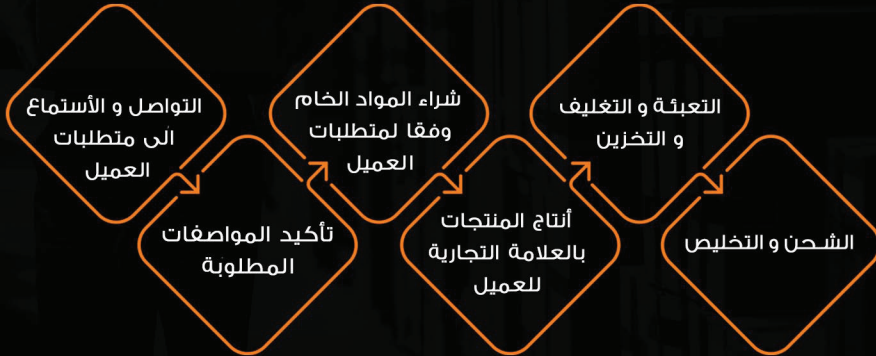 التواصل و الأستماع
الى متطلبات
العميل
تأكيد المواصفات
المطلوبة
شراء المواد الخام
وفقا لمتطلبات
العميل
أنتاج المنتجات
بالعلامة التجارية
للعميل
التعبئة و التغليف
و التخزين
الشحن و التخليص